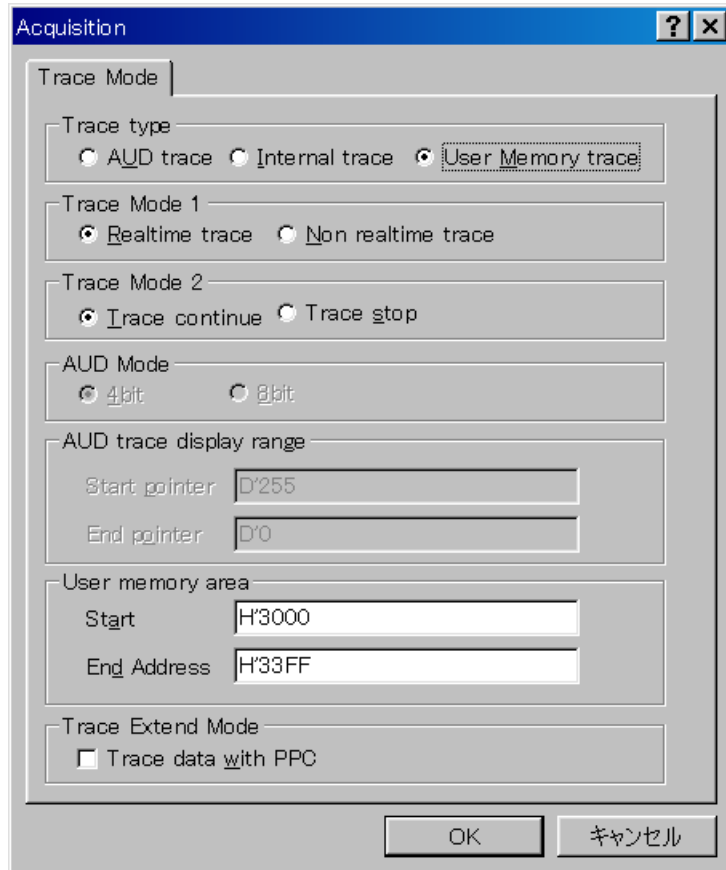 Acquisition
Trace Mode
Trace type
AUD trace Internal trace User Memory trace
Trace Mode 1
Realtime trace Non realtime trace
Trace Mode 2
Trace continue Trace stop
AUD Mode
4bit 8bit
AUD trace display range
Start pointer D'255
End pointer D'0
User memory area
Start H'3000
End Address H'33FF
Trace Extend Mode
Trace data with PPC
OK キャンセル